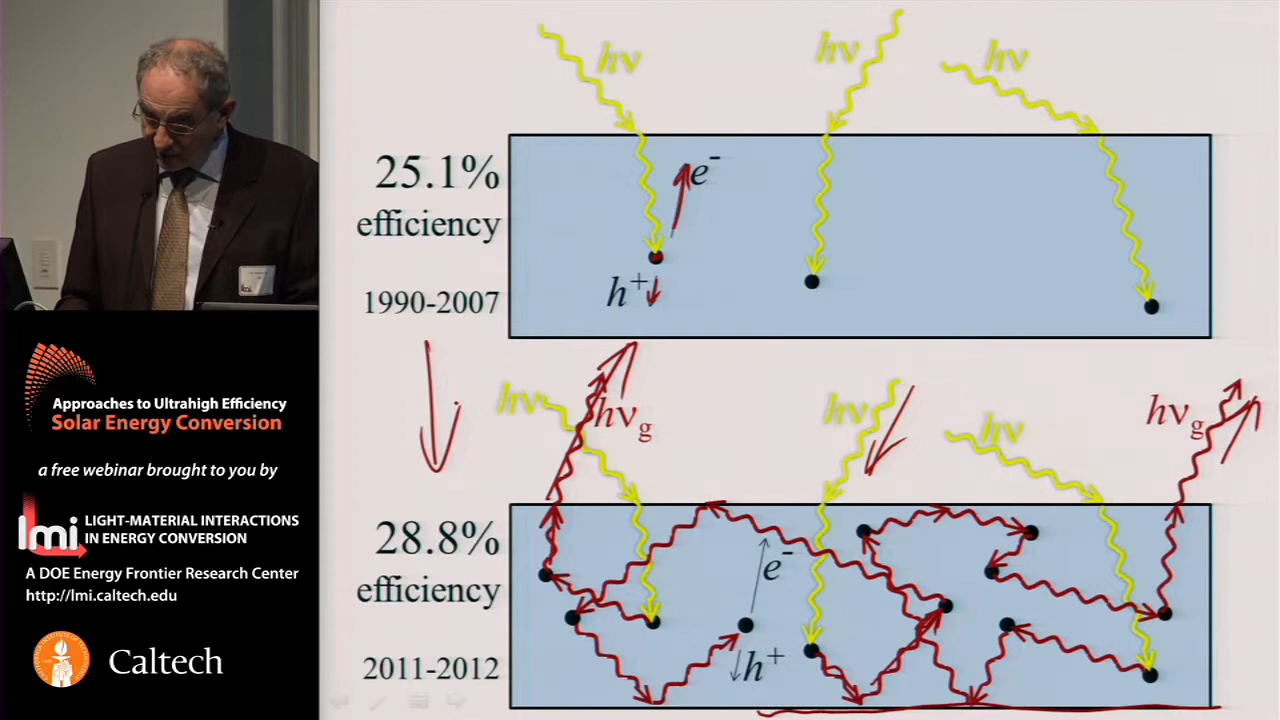 hν
hν
hν
25.1%
efficiency
1990-2007
e-
h+
hν
hνg
hν
hν
hνg
28.8%
efficiency
2011-2012
e-
h+
Approaches to Ultrahigh Efficiency
Solar Energy Conversion
a free webinar brought to you by
lmi
LIGHT-MATERIAL INTERACTIONS
IN ENERGY CONVERSION
A DOE Energy Frontier Research Center
http://lmi.caltech.edu
Caltech